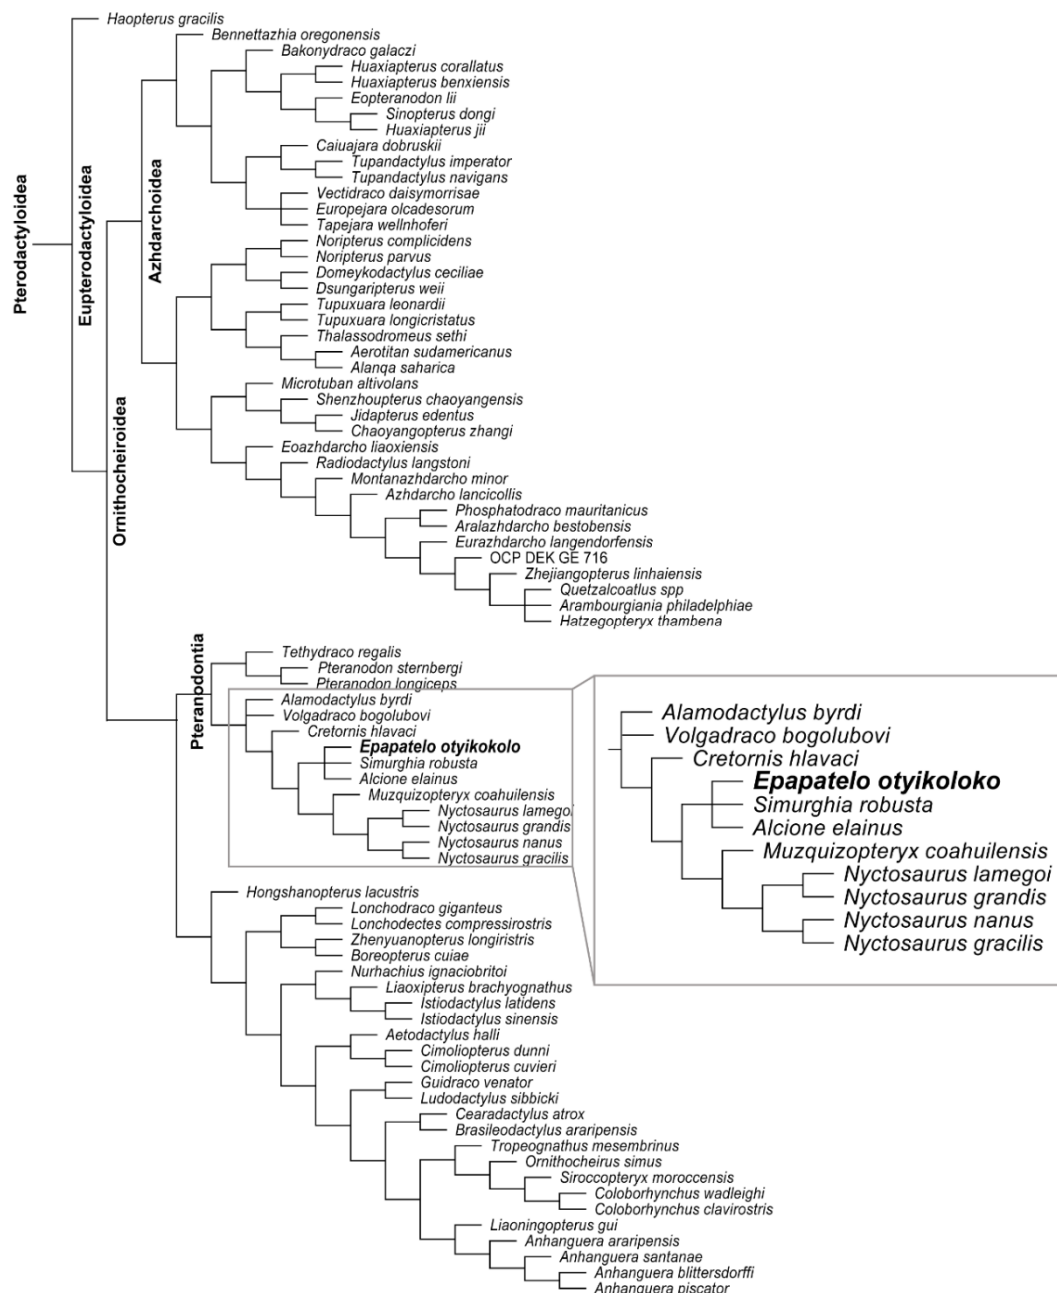 Haopterus gracilis
Bennettazhia oregonensis
Bakonydraco galaczi
Huaxiapterus corallatus
Huaxiapterus benxiensis
Eopteranodon lii
Sinopterus dongi
Huaxiapterus jii
Caiuajara dobruskii
Tupandactylus imperator
Tupandactylus navigans
Vectidraco daisymorrisae
Europejara olcadesorum
Tapejara wellnhoferi
Noripterus complicidens
Noripterus parvus
Domeykodactylus ceciliae
Dsungaripterus weii
Tupuxuara leonardii
Tupuxuara longicristatus
Thalassodromeus sethi
Aerotitan sudamericanus
Alanqa saharica
Microtuban altivolans
Shenzhoupterus chaoyangensis
Jidapterus edentus
Chaoyangopterus zhangi
Eoazhdarcho liaoxiensis
Radiodactylus langstoni
Montanazhdarcho minor
Azhdarcho lancicollis
Phosphatodraco mauritanicus
Aralazhdarcho bestobensis
Eurazhdarcho langendorfensis
OCP DEK GE 716
Zhejiangopterus linhaiensis
Quetzalcoatlus spp
Arambourgiania philadelphiae
Hatzegopteryx thambena
Tethydraco regalis
Pteranodon sternbergi
Pteranodon longiceps
Alamodactylus byrdi
Volgadraco bogolubovi
Cretornis hlavaci
Epapatelo otyikokolo
Simurghia robusta
Alcione elainus
Muzquizopteryx coahuilensis
Nyctosaurus lamegoi
Nyctosaurus grandis
Nyctosaurus nanus
Nyctosaurus gracilis
Hongshanopterus lacustris
Lonchodraco giganteus
Lonchodectes compressirostris
Zhenyuanopterus longiristris
Boreopterus cuiae
Nurhachius ignaciobritoi
Liaoxipterus brachyognathus
Istiodactylus latidens
Istiodactylus sinensis
Aetodactylus halli
Cimoliopterus dunni
Cimoliopterus cuvieri
Guidraco venator
Ludodactylus sibbicki
Cearadactylus atrox
Brasileodactylus araripensis
Tropeognathus mesembrinus
Ornithocheirus simus
Siroccopteryx moroccensis
Coloborhynchus wadleighi
Coloborhynchus clavirostris
Liaoningopterus gui
Anhanguera araripensis
Anhanguera santanae
Anhanguera blittersdorffi
Anhanguera piscator
Pterodactyloidea
Eupterodactyloidea
Ornithocheiroidea
Azhdarchoidea
Pteranodontia
Alamodactylus byrdi
Volgadraco bogolubovi
Cretornis hlavaci
Epapatelo otyikoloko
Simurghia robusta
Alcione elainus
Muzquizopteryx coahuilensis
Nyctosaurus lamegoi
Nyctosaurus grandis
Nyctosaurus nanus
Nyctosaurus gracilis